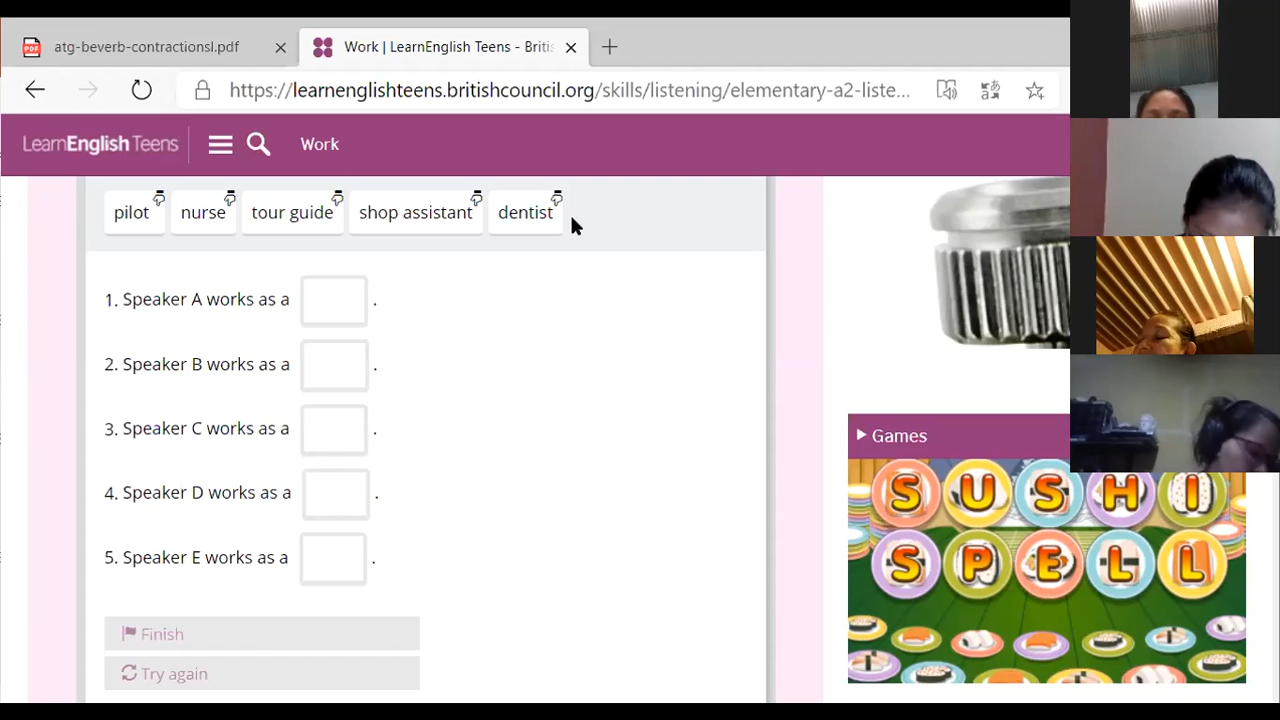 atg-beverb-contractionsl.pdf
Work | LearnEnglish Teens - Briti
https://learnenglishteens.britishcouncil.org/skills/listening/elementary-a2-liste...
LearnEnglish Teens
Work
pilot nurse tour guide shop assistant dentist
1. Speaker A works as a .
2. Speaker B works as a .
3. Speaker C works as a .
4. Speaker D works as a .
5. Speaker E works as a .
Finish
Try again
Games
SUSHI
SPELL